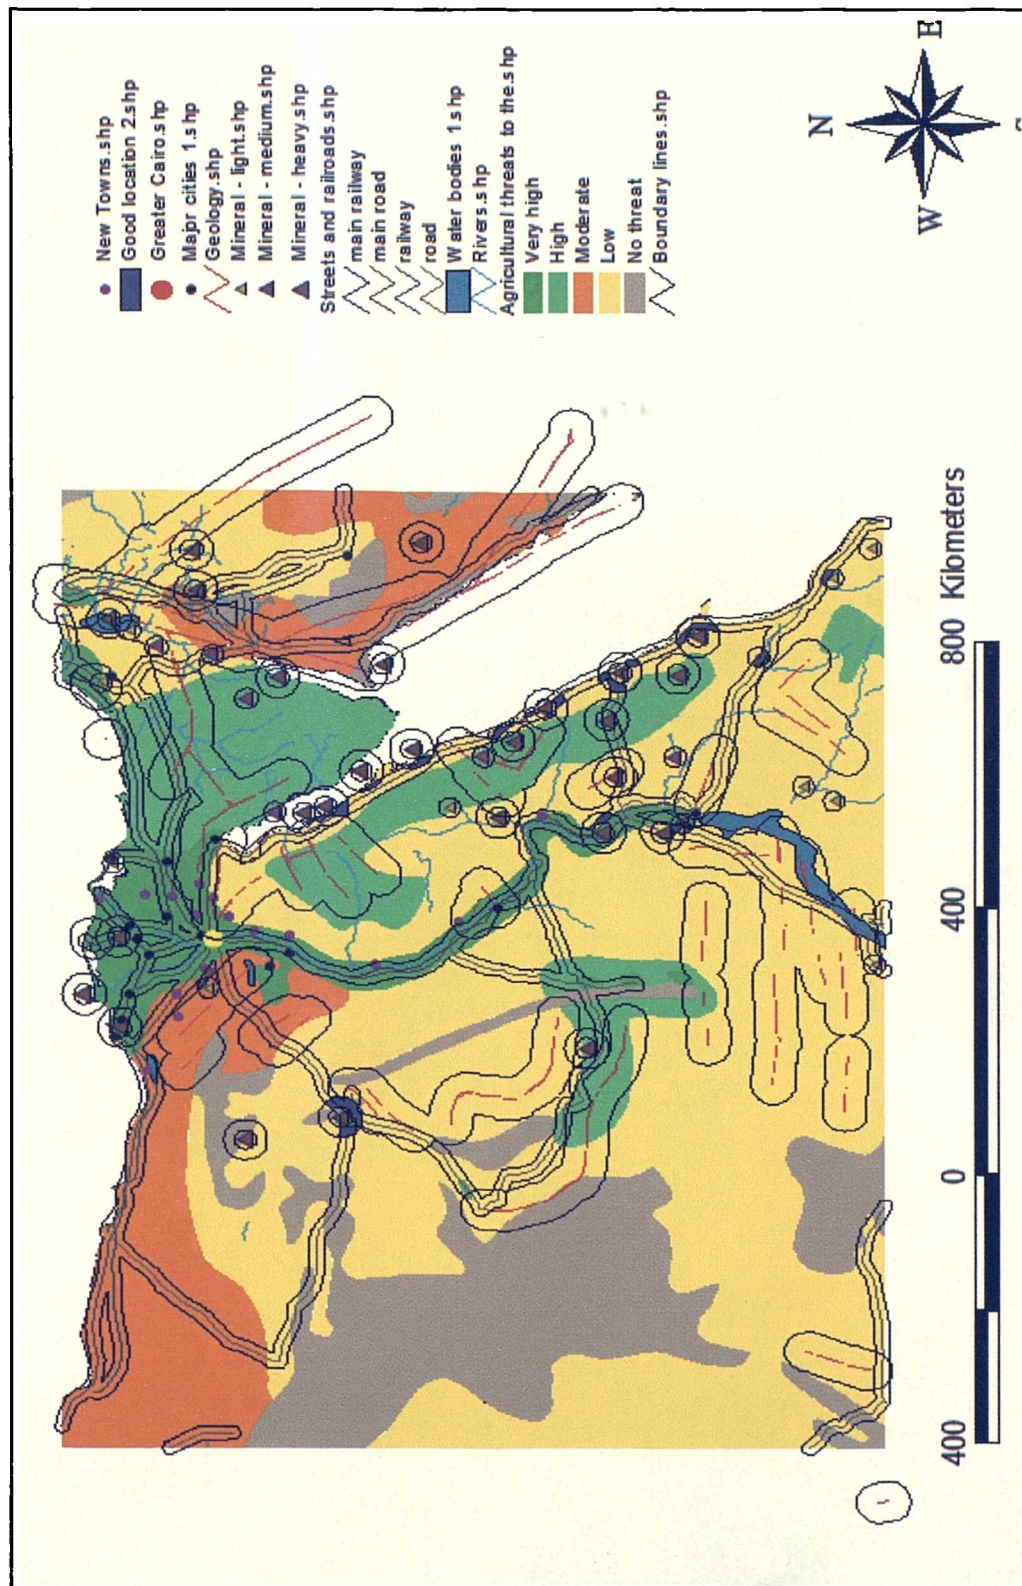 New Towns.shp
Good location 2.shp
Greater Cairo.shp
Major cities 1.shp
Geology.shp
Mineral - light.shp
Mineral - medium.shp
Mineral - heavy.shp
Streets and railroads.shp
main railway
main road
railway
road
Water bodies 1.shp
Rivers.shp
Agricultural threats to the.shp
Very high
High
Moderate
Low
No threat
Boundary lines.shp
N
E
W
S
400
0
400
800 Kilometers